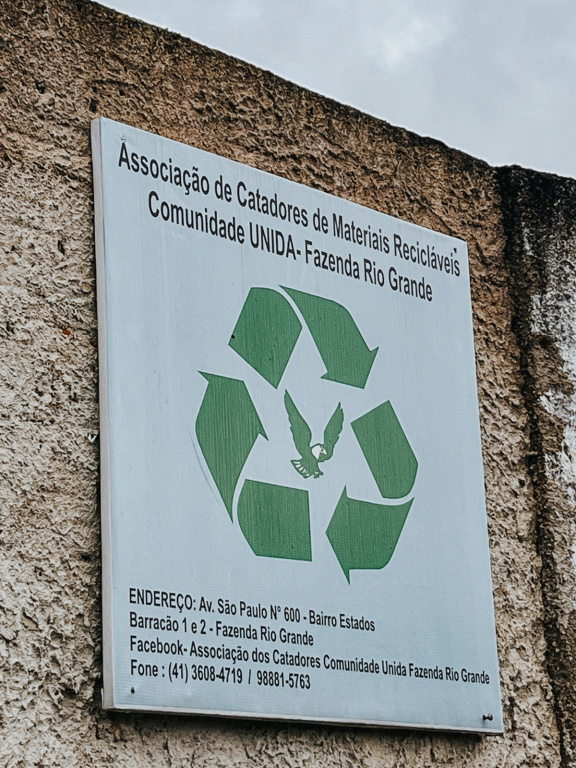 Associação de Catadores de Materiais Recicláveis
Comunidade UNIDA- Fazenda Rio Grande
ENDEREÇO: Av. São Paulo N° 600 - Bairro Estados
Barracão 1 e 2 - Fazenda Rio Grande
Facebook- Associação dos Catadores Comunidade Unida Fazenda Rio Grande
Fone : (41) 3608-4719 / 98881-5763